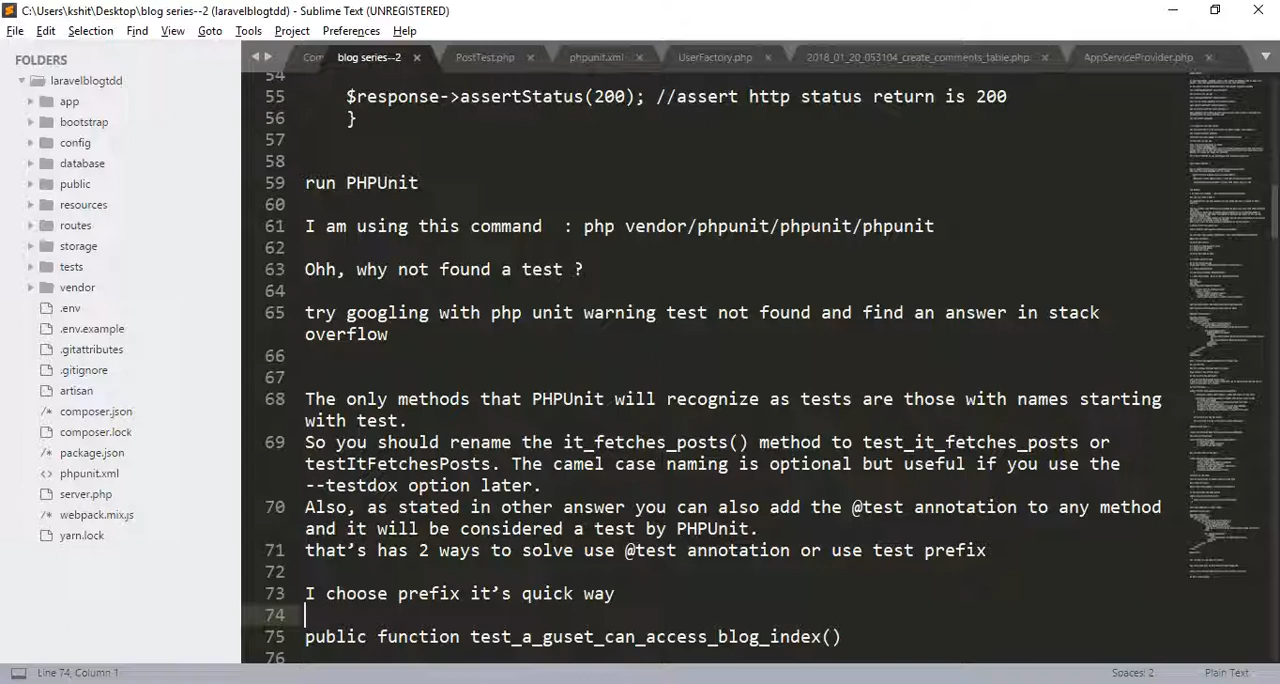 C:\Users\kshit\Desktop\blog series--2 (laravelblogtdd) - Sublime Text (UNREGISTERED)
File Edit Selection Find View Goto Tools Project Preferences Help
FOLDERS
laravelblogtdd
app
bootstrap
config
database
public
resources
routes
storage
tests
vendor
.env
.env.example
.gitattributes
.gitignore
artisan
composer.json
composer.lock
package.json
phpunit.xml
server.php
webpack.mix.js
yarn.lock
Com blog series--2 PostTest.php phpunit.xml UserFactory.php 2018_01_20_053104_create_comments_table.php AppServiceProvider.php
54
55 $response->assertStatus(200); //assert http status return is 200
56 }
57
58
59 run PHPUnit
60
61 I am using this command  : php vendor/phpunit/phpunit/phpunit
62
63 Ohh, why not found a test ?
64
65 try googling with php unit warning test not found and find an answer in stack
overflow
66
67
68 The only methods that PHPUnit will recognize as tests are those with names starting
with test.
69 So you should rename the it_fetches_posts() method to test_it_fetches_posts or
testItFetchesPosts. The camel case naming is optional but useful if you use the
--testdox option later.
70 Also, as stated in other answer you can also add the @test annotation to any method
and it will be considered a test by PHPUnit.
71 that’s has 2 ways to solve use @test annotation or use test prefix
72
73 I choose prefix it’s quick way
74
75 public function test_a_guset_can_access_blog_index()
76
Line 74, Column 1
Spaces: 2
Plain Text